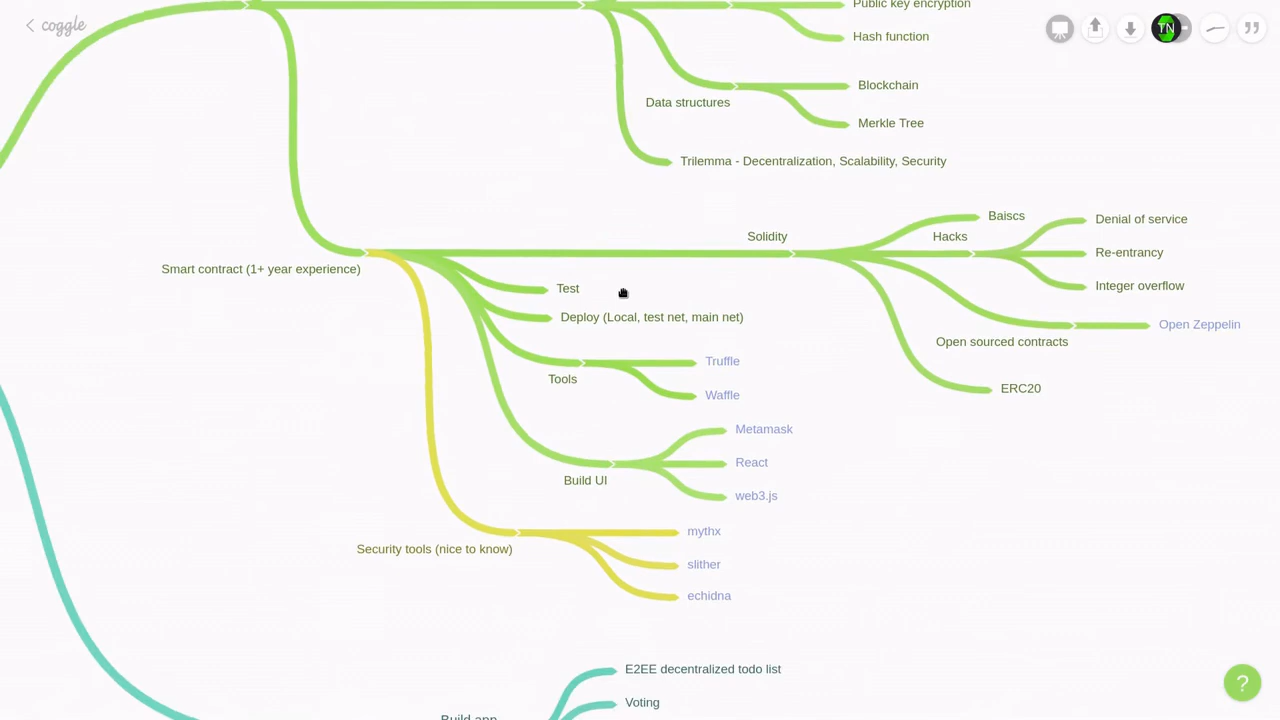 coggle
TN
Public key encryption
Hash function
Blockchain
Data structures
Merkle Tree
Trilemma - Decentralization, Scalability, Security
Smart contract (1+ year experience)
Solidity
Baiscs
Hacks
Denial of service
Re-entrancy
Integer overflow
Open sourced contracts
Open Zeppelin
ERC20
Test
Deploy (Local, test net, main net)
Tools
Truffle
Waffle
Build UI
Metamask
React
web3.js
Security tools (nice to know)
mythx
slither
echidna
Build app
E2EE decentralized todo list
Voting
?